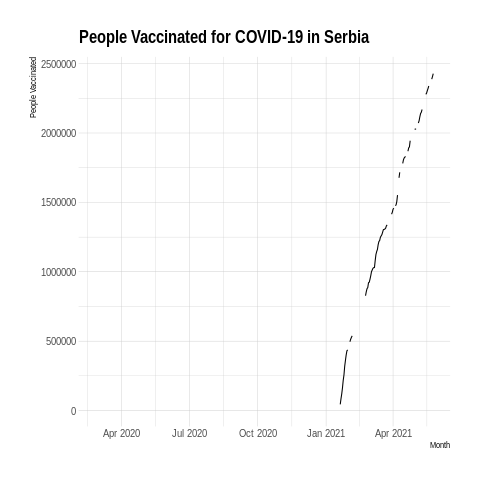 People Vaccinated for COVID-19 in Serbia
People Vaccinated
2500000
2000000
1500000
1000000
500000
0
Apr 2020 Jul 2020 Oct 2020 Jan 2021 Apr 2021
Month